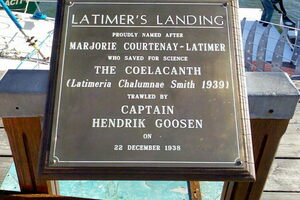 LATIMER'S LANDING
PROUDLY NAMED AFTER
MARJORIE COURTENAY-LATIMER
WHO SAVED FOR SCIENCE
THE COELACANTH
(Latimeria Chalumnae Smith 1939)
TRAWLED BY
CAPTAIN
HENDRIK GOOSEN
ON
22 DECEMBER 1938